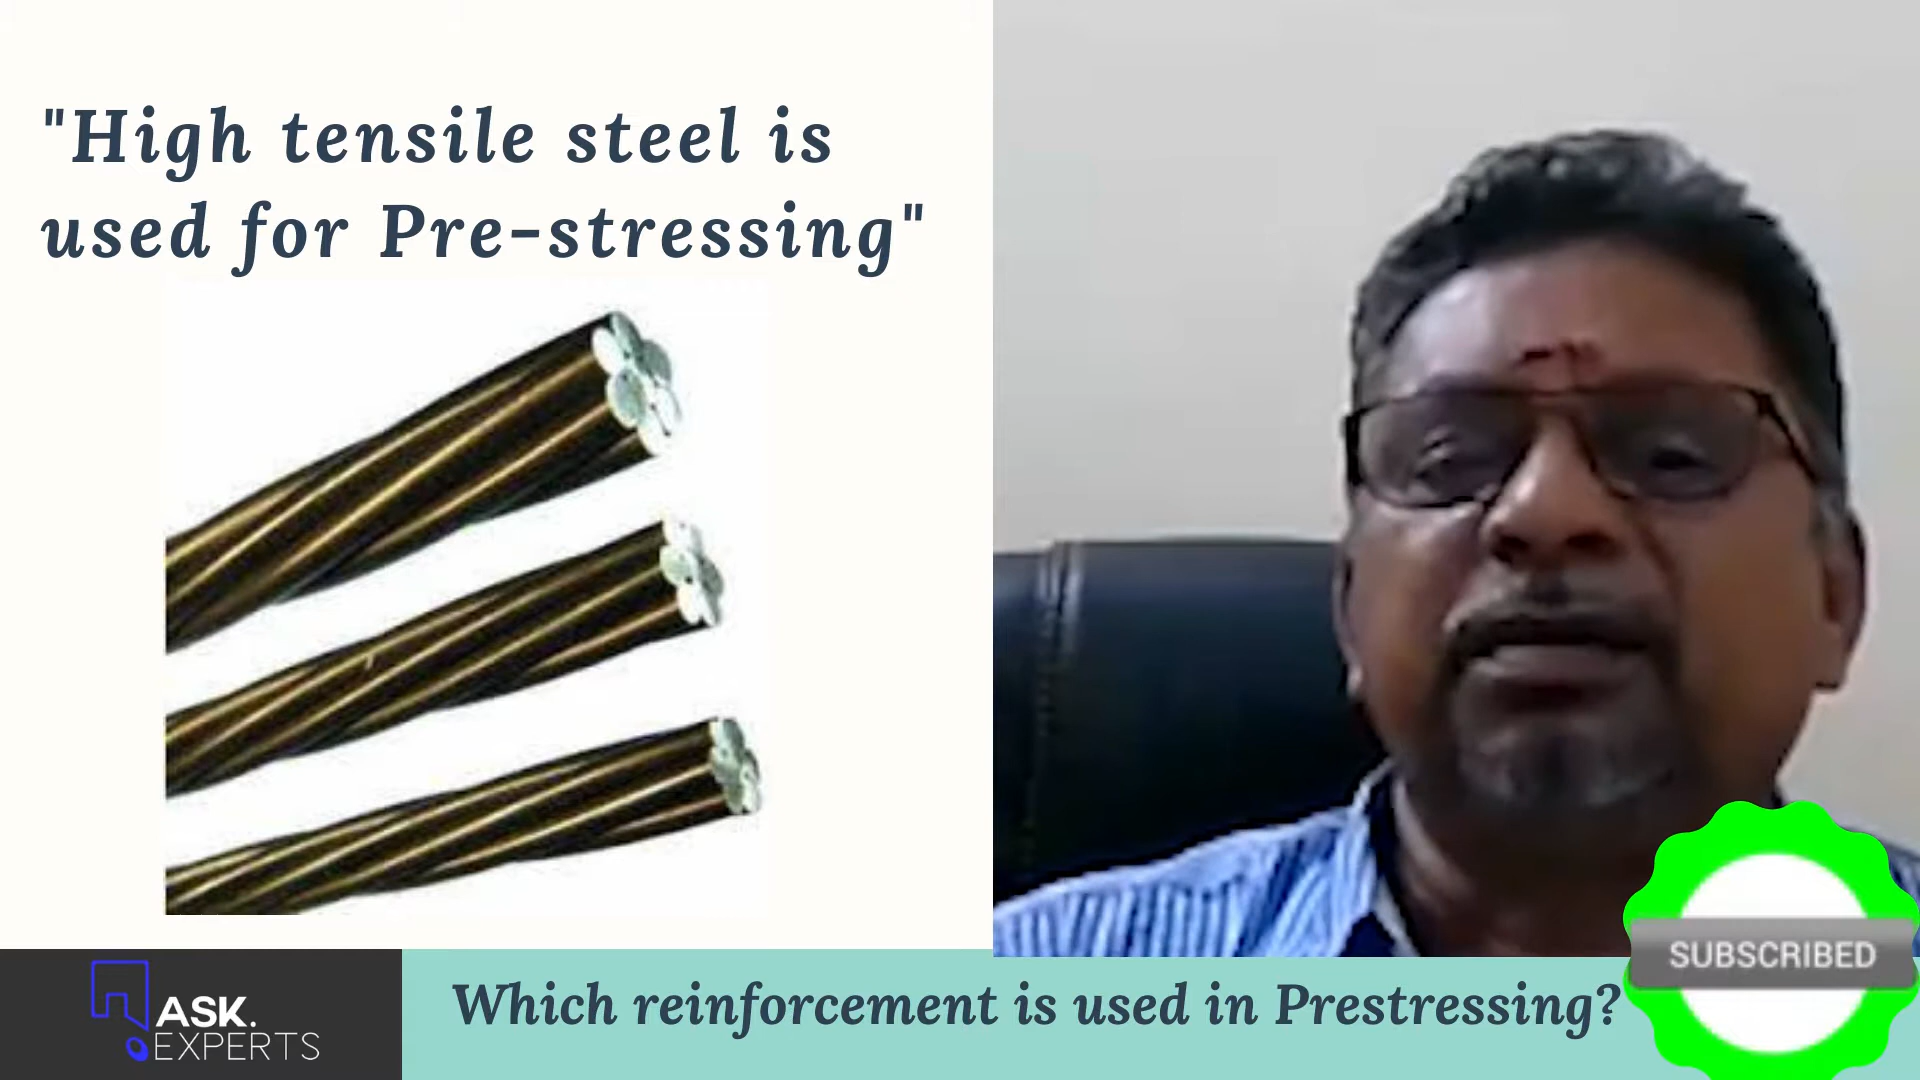 "High tensile steel is
used for Pre-stressing"
ASK.
EXPERTS
Which reinforcement is used in Prestressing?
SUBSCRIBED